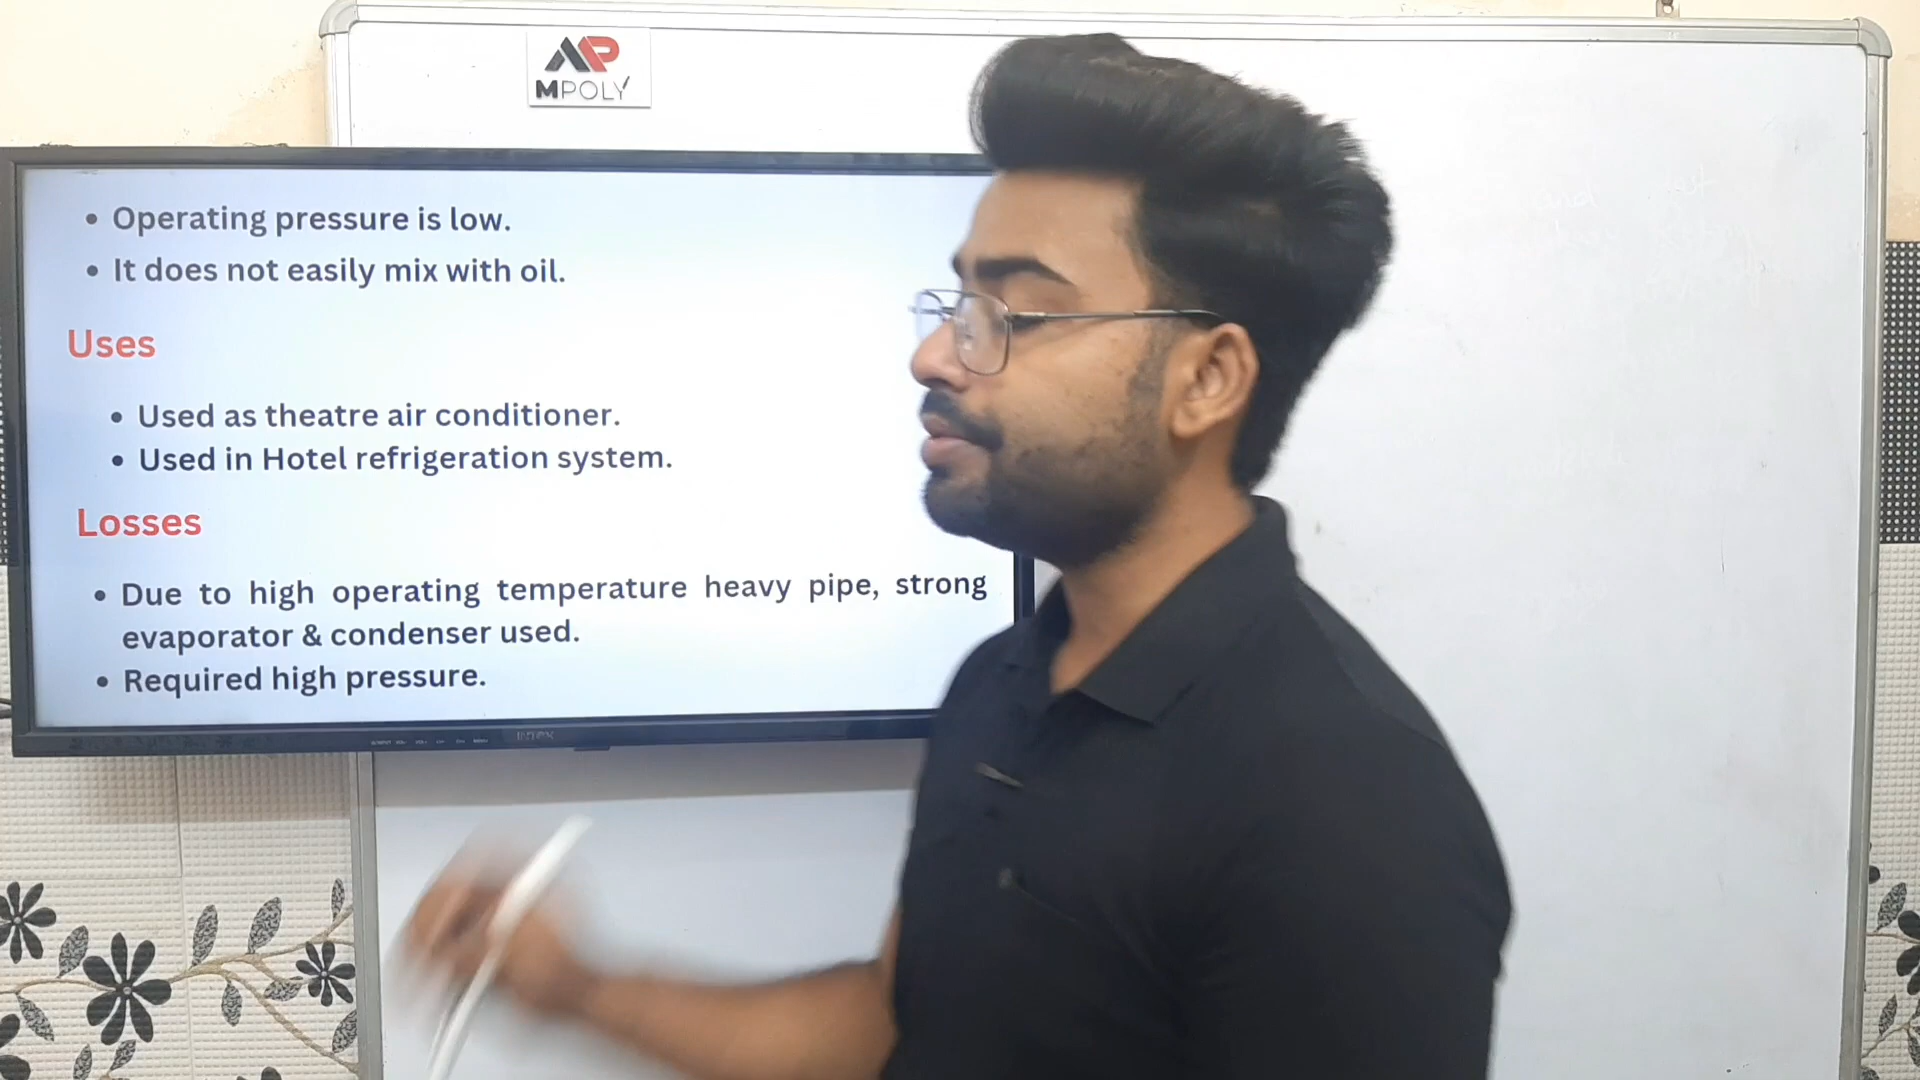 MPOLY
• Operating pressure is low.
• It does not easily mix with oil.
Uses
• Used as theatre air conditioner.
• Used in Hotel refrigeration system.
Losses
• Due to high operating temperature heavy pipe, strong
evaporator & condenser used.
• Required high pressure.
INTEX